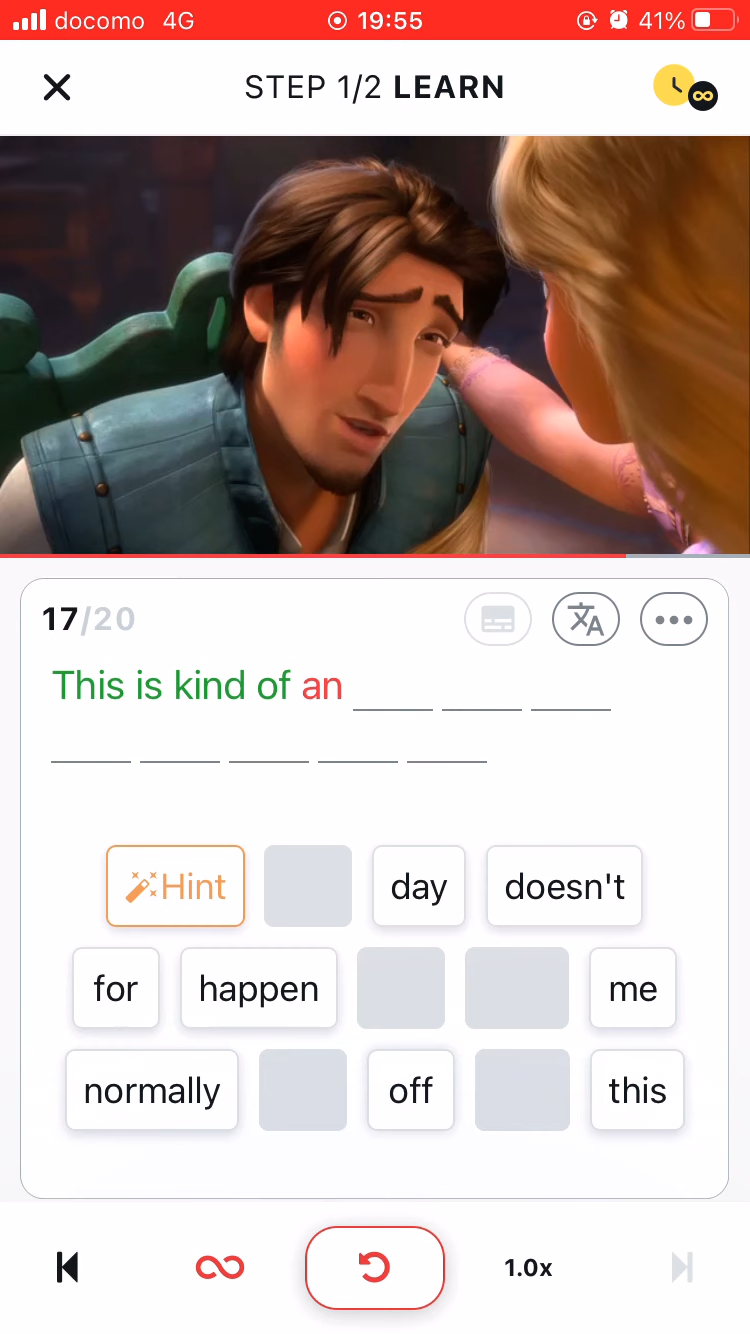 docomo 4G 19:55 41%
STEP 1/2 LEARN
17/20
This is kind of an
Hint day doesn't
for happen me
normally off this
1.0x